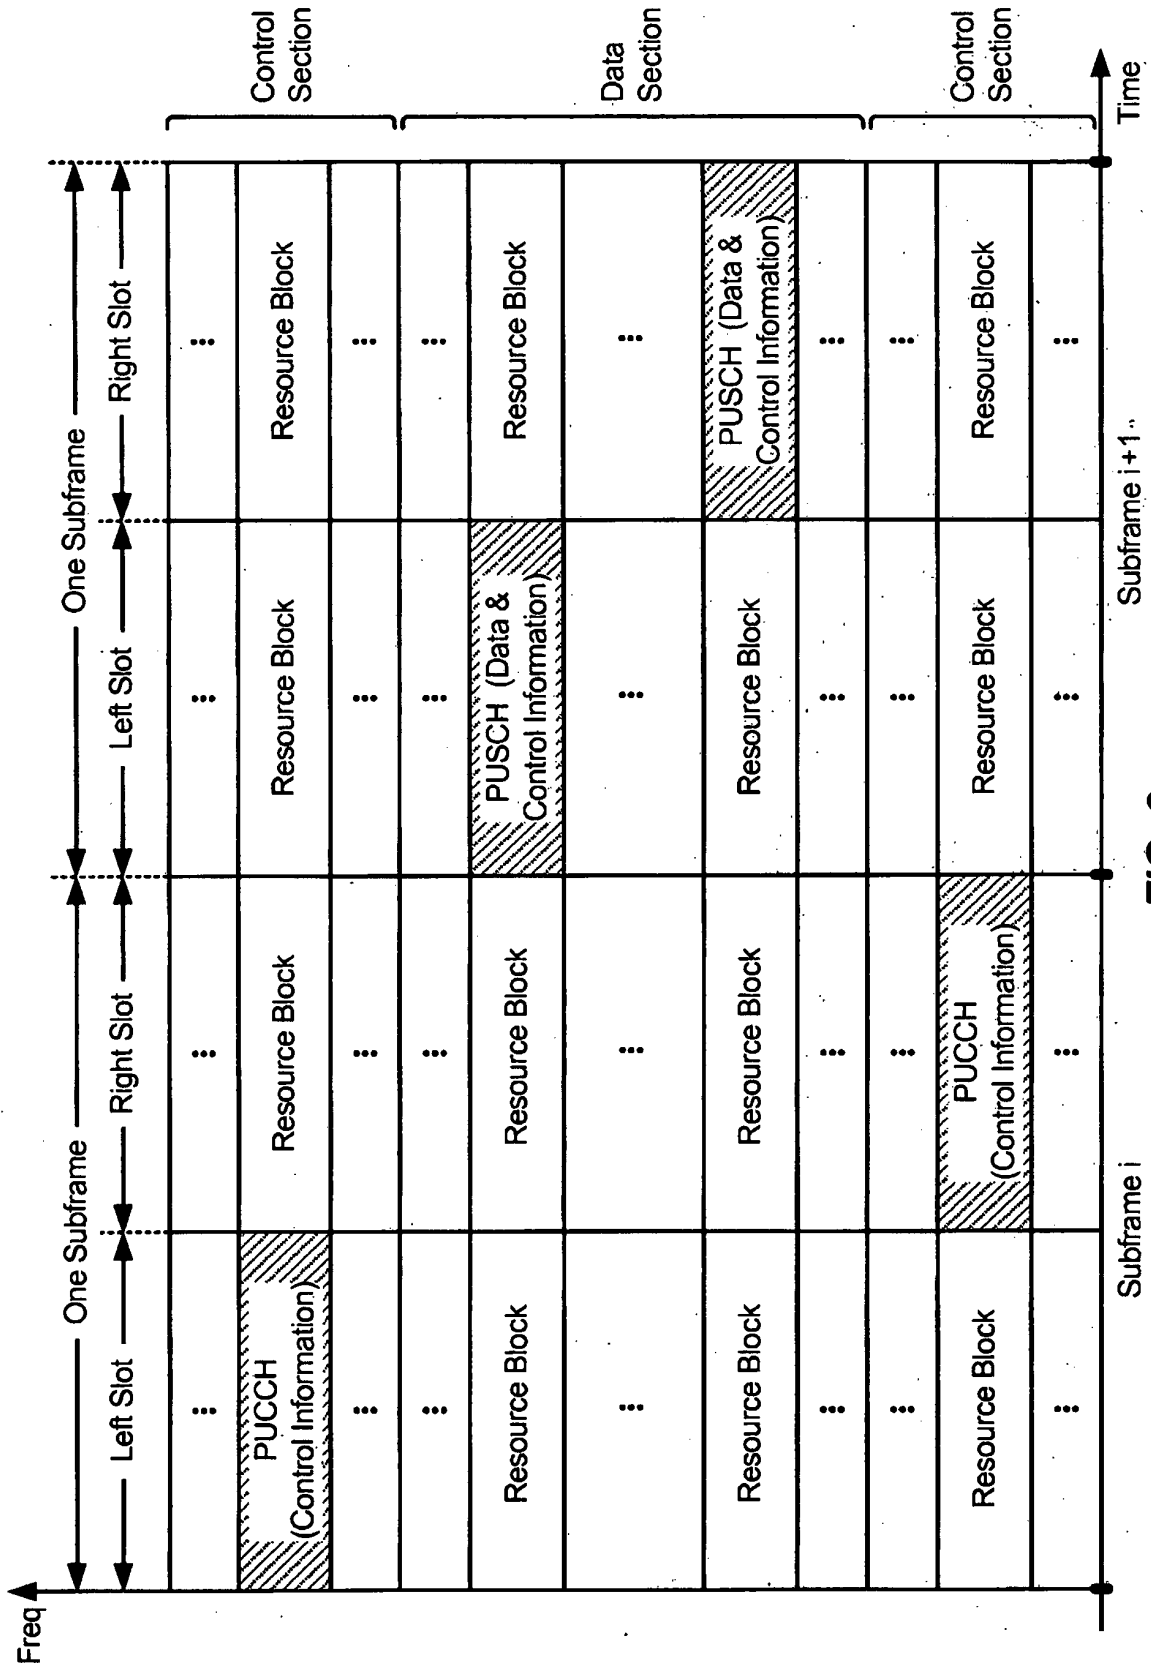 Freq
One Subframe
One Subframe
Left Slot
Right Slot
Left Slot
Right Slot
...
...
...
...
Control
Section
PUCCH
(Control Information)
Resource Block
Resource Block
Resource Block
...
...
...
...
...
...
...
...
Data
Section
Resource Block
Resource Block
PUSCH (Data &
Control Information)
Resource Block
...
...
...
...
Resource Block
Resource Block
Resource Block
PUSCH (Data &
Control Information)
...
...
...
...
...
...
...
...
Control
Section
Resource Block
PUCCH
(Control Information)
Resource Block
Resource Block
...
...
...
...
Time
Subframe i
Subframe i+1